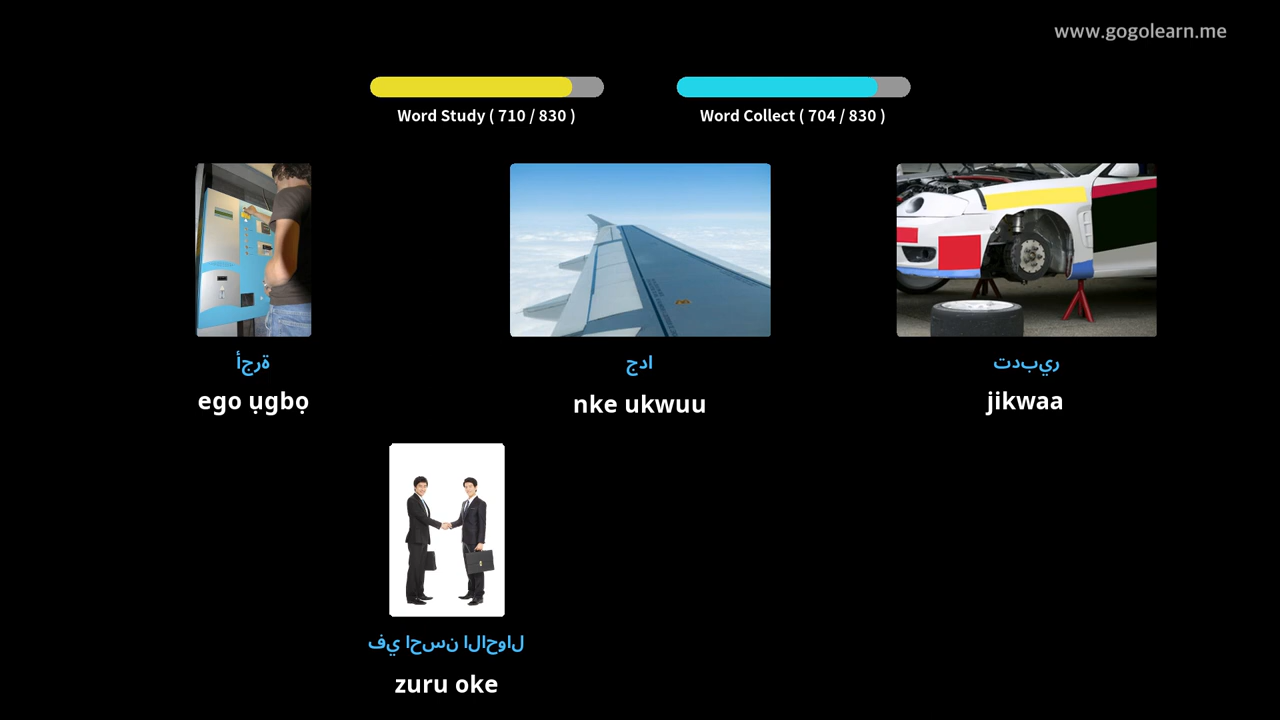 www.gogolearn.me
Word Study ( 710 / 830 )
Word Collect ( 704 / 830 )
أجرة
جدا
تدبير
ego ụgbọ
nke ukwuu
jikwaa
في احسن الاحوال
zuru oke